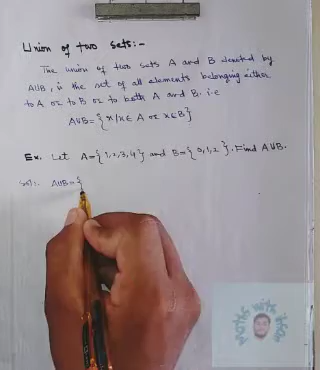 Union of two sets:-
The union of two sets A and B denoted by
A∪B, is the set of all elements belonging either
to A or to B or to both A and B. i.e
A∪B={x/x∈A or x∈B}
Ex. Let A={1,2,3,4} and B={0,1,2}. Find A∪B.
Sol:. A∪B={
maths with